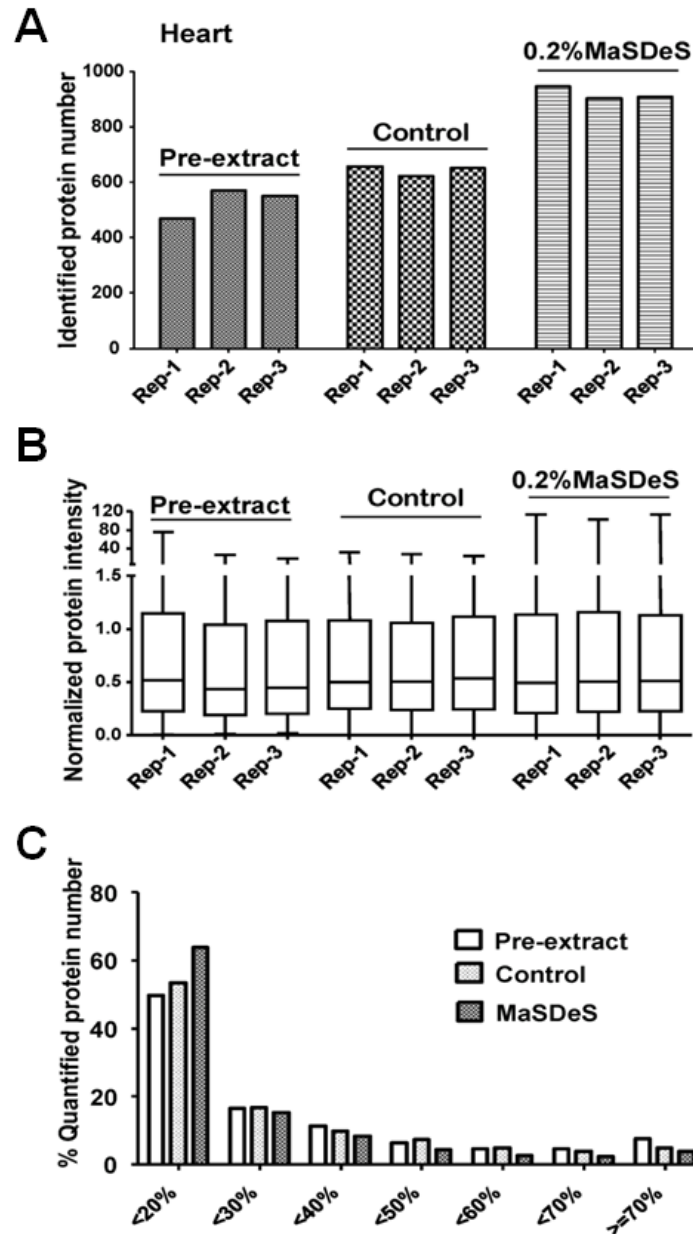 A
Heart
Identified protein number
1000
800
600
400
200
0
Pre-extract
Control
0.2%MaSDeS
Rep-1
Rep-2
Rep-3
Rep-1
Rep-2
Rep-3
Rep-1
Rep-2
Rep-3
B
Normalized protein intensity
120
80
40
1.5
1.0
0.5
0.0
Pre-extract
Control
0.2%MaSDeS
Rep-1
Rep-2
Rep-3
Rep-1
Rep-2
Rep-3
Rep-1
Rep-2
Rep-3
C
% Quantified protein number
80
60
40
20
0
Pre-extract
Control
MaSDeS
<20%
<30%
<40%
<50%
<60%
<70%
>=70%